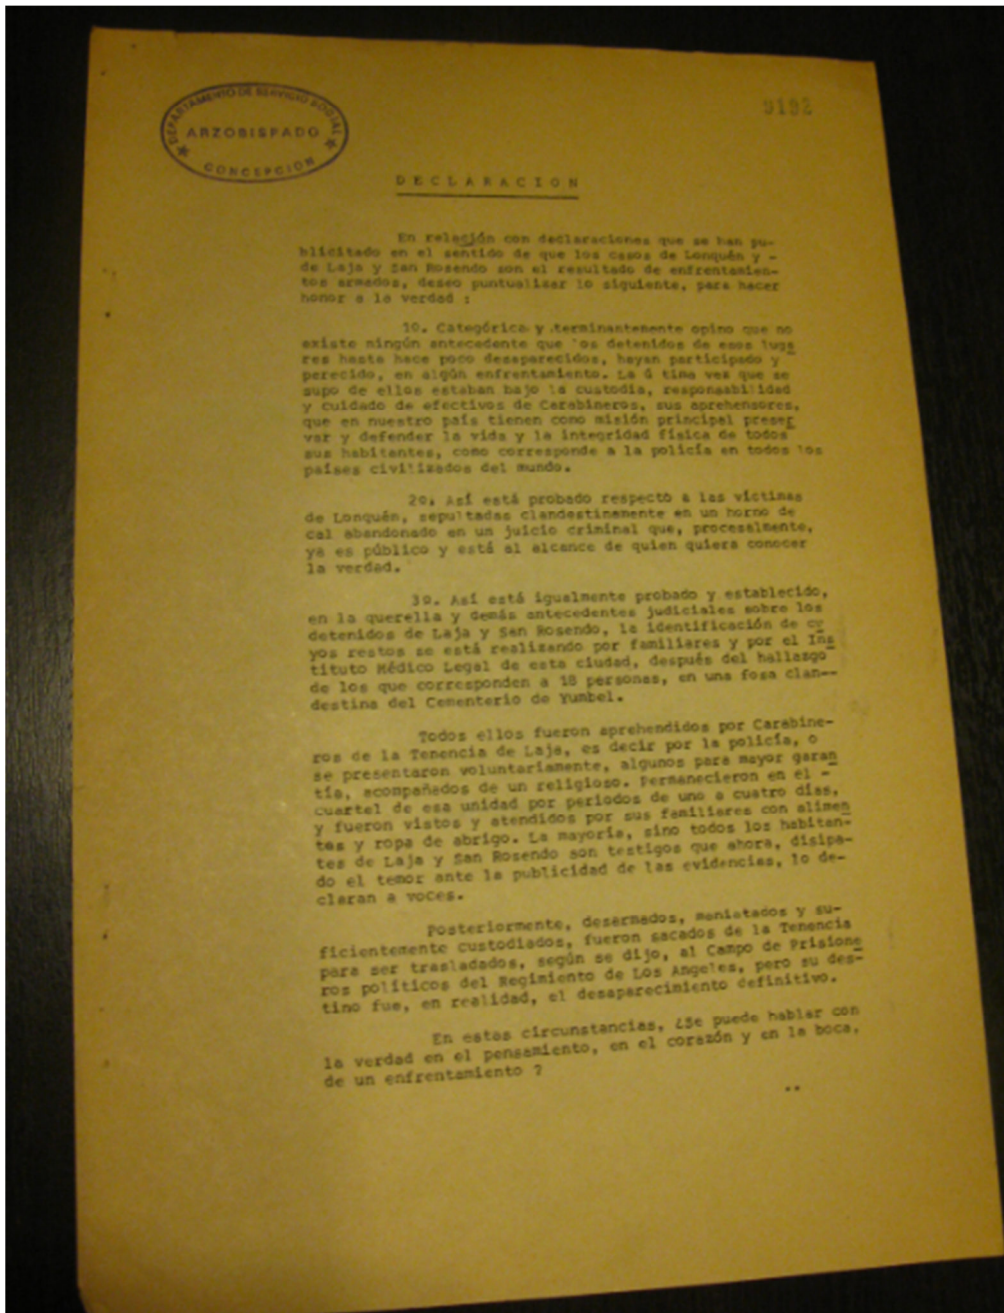 DEPARTAMENTO DE SERVICIO SOCIAL
ARZOBISPADO
CONCEPCION
9192
DECLARACION
En relación con declaraciones que se han pu-
blicitado en el sentido de que los casos de Lonquén y -
de Laja y San Rosendo son el resultado de enfrentamien-
tos armados, deseo puntualizar lo siguiente, para hacer
honor a la verdad :
1o. Categórica y terminantemente opino que no
existe ningún antecedente que los detenidos de esos luga
res hasta hace poco desaparecidos, hayan participado y
perecido, en algún enfrentamiento. La ú tima vez que se
supo de ellos estaban bajo la custodia, responsabilidad
y cuidado de efectivos de Carabineros, sus aprehensores,
que en nuestro país tienen como misión principal preser
var y defender la vida y la integridad física de todos
sus habitantes, como corresponde a la policía en todos los
países civilizados del mundo.
2o. Así está probado respecto a las víctimas
de Lonquén, sepultadas clandestinamente en un horno de
cal abandonado en un juicio criminal que, procesalmente,
ya es público y está al alcance de quien quiera conocer
la verdad.
3o. Así está igualmente probado y establecido,
en la querella y demás antecedentes judiciales sobre los
detenidos de Laja y San Rosendo, la identificación de cu
yos restos se está realizando por familiares y por el Ins
tituto Médico Legal de esta ciudad, después del hallazgo
de los que corresponden a 18 personas, en una fosa clan--
destina del Cementerio de Yumbel.
Todos ellos fueron aprehendidos por Carabine-
ros de la Tenencia de Laja, es decir por la policía, o
se presentaron voluntariamente, algunos para mayor garan
tía, acompañados de un religioso. Permanecieron en el -
cuartel de esa unidad por períodos de uno a cuatro días,
y fueron vistos y atendidos por sus familiares con alimen
tos y ropa de abrigo. La mayoría, sino todos los habitan-
tes de Laja y San Rosendo son testigos que ahora, disipa-
do el temor ante la publicidad de las evidencias, lo de-
claran a voces.
Posteriormente, desarmados, maniatados y su-
ficientemente custodiados, fueron sacados de la Tenencia
para ser trasladados, según se dijo, al Campo de Prisione
ros políticos del Regimiento de Los Angeles, pero su des-
tino fue, en realidad, el desaparecimiento definitivo.
En estas circunstancias, ¿Se puede hablar con
la verdad en el pensamiento, en el corazón y en la boca,
de un enfrentamiento ?
..